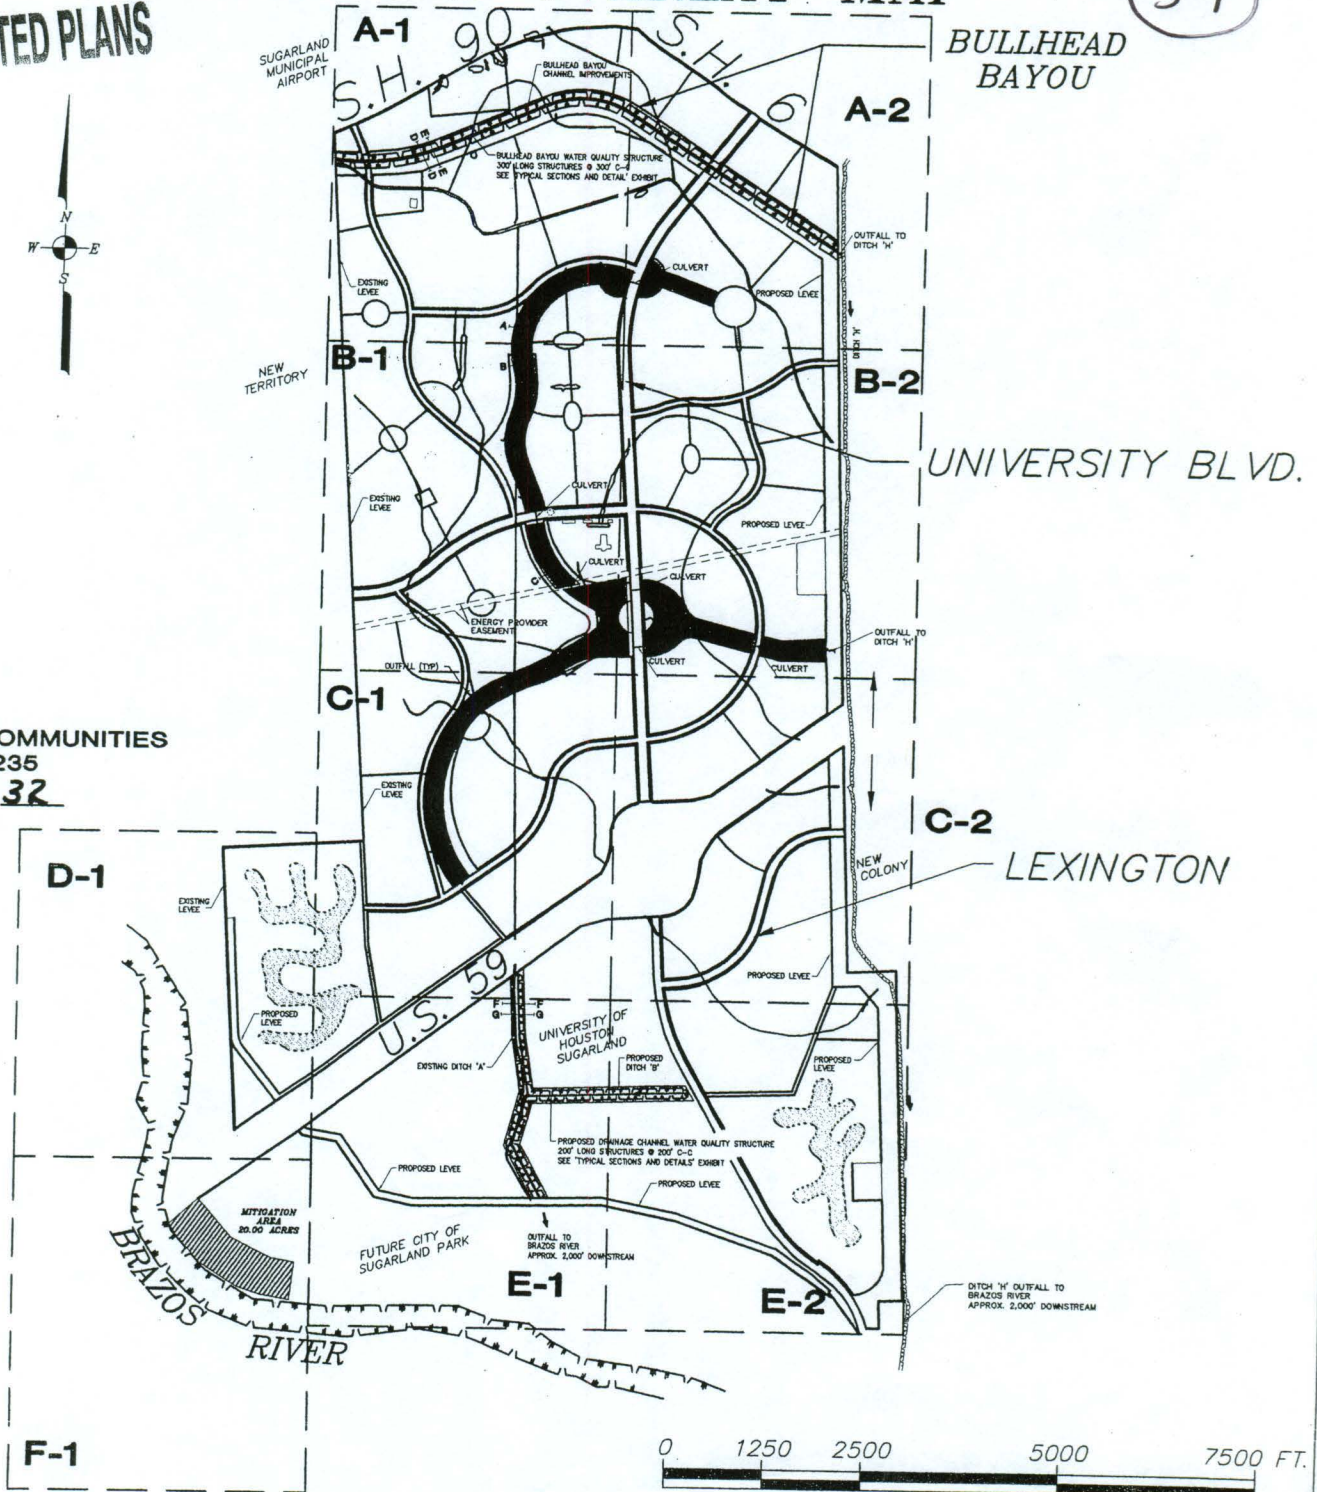 TED PLANS
MAP
A-1
S.H. 90
S.H. 6
SUGARLAND
MUNICIPAL
AIRPORT
BULLHEAD
BAYOU
A-2
BULLHEAD BAYOU
CHANNEL IMPROVEMENTS
BULLHEAD BAYOU WATER QUALITY STRUCTURE
300' LONG STRUCTURES @ 300' C-C
SEE 'TYPICAL SECTIONS AND DETAIL' EXHIBIT
N
W E
S
OUTFALL TO
DITCH 'H'
CULVERT
EXISTING
LEVEE
PROPOSED LEVEE
A
B-1
B
B-2
NEW
TERRITORY
UNIVERSITY BLVD.
CULVERT
EXISTING
LEVEE
PROPOSED LEVEE
CULVERT
CULVERT
C
ENERGY PROVIDER
EASEMENT
OUTFALL TO
DITCH 'H'
OUTFALL (TYP)
CULVERT
CULVERT
C-1
OMMUNITIES
235
32
EXISTING
LEVEE
C-2
NEW
COLONY
LEXINGTON
D-1
EXISTING
LEVEE
U.S. 59
PROPOSED LEVEE
PROPOSED
LEVEE
F F
G G
UNIVERSITY OF
HOUSTON
SUGARLAND
EXISTING DITCH 'A'
PROPOSED
DITCH 'B'
PROPOSED
LEVEE
PROPOSED DRAINAGE CHANNEL WATER QUALITY STRUCTURE
200' LONG STRUCTURES @ 200' C-C
SEE 'TYPICAL SECTIONS AND DETAILS' EXHIBIT
PROPOSED LEVEE
PROPOSED LEVEE
MITIGATION
AREA
20.00 ACRES
FUTURE CITY OF
SUGARLAND PARK
OUTFALL TO
BRAZOS RIVER
APPROX. 2,000' DOWNSTREAM
E-1
E-2
DITCH 'H' OUTFALL TO
BRAZOS RIVER
APPROX. 2,000' DOWNSTREAM
BRAZOS
RIVER
F-1
0 1250 2500 5000 7500 FT.